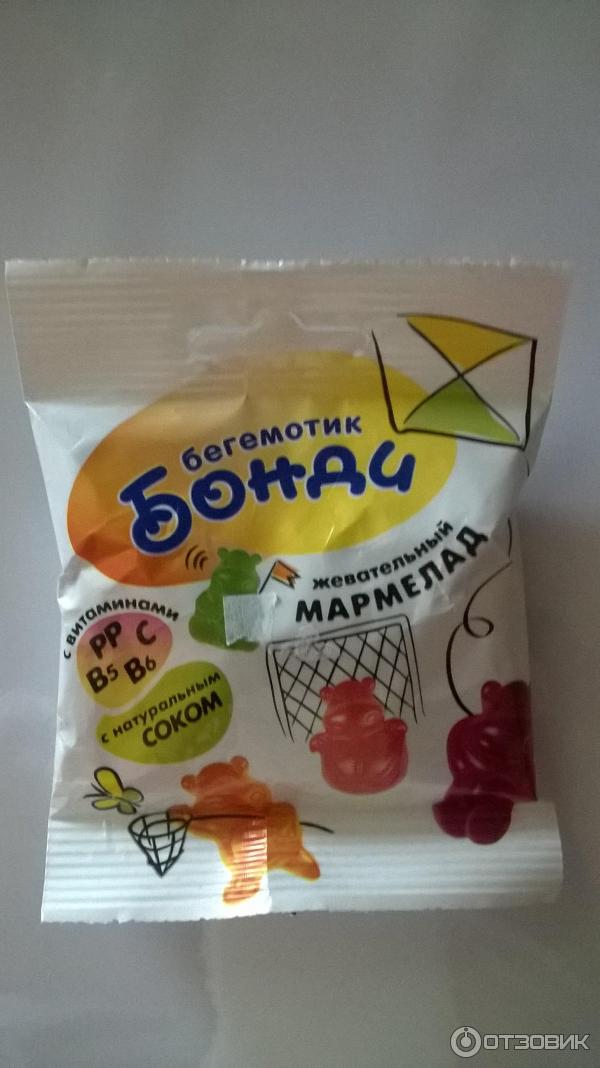 бегемотик
Бонди
жевательный
МАРМЕЛАД
с витаминами
PP C
B5 B6
с натуральным
СОКОМ
ОТЗОВИК